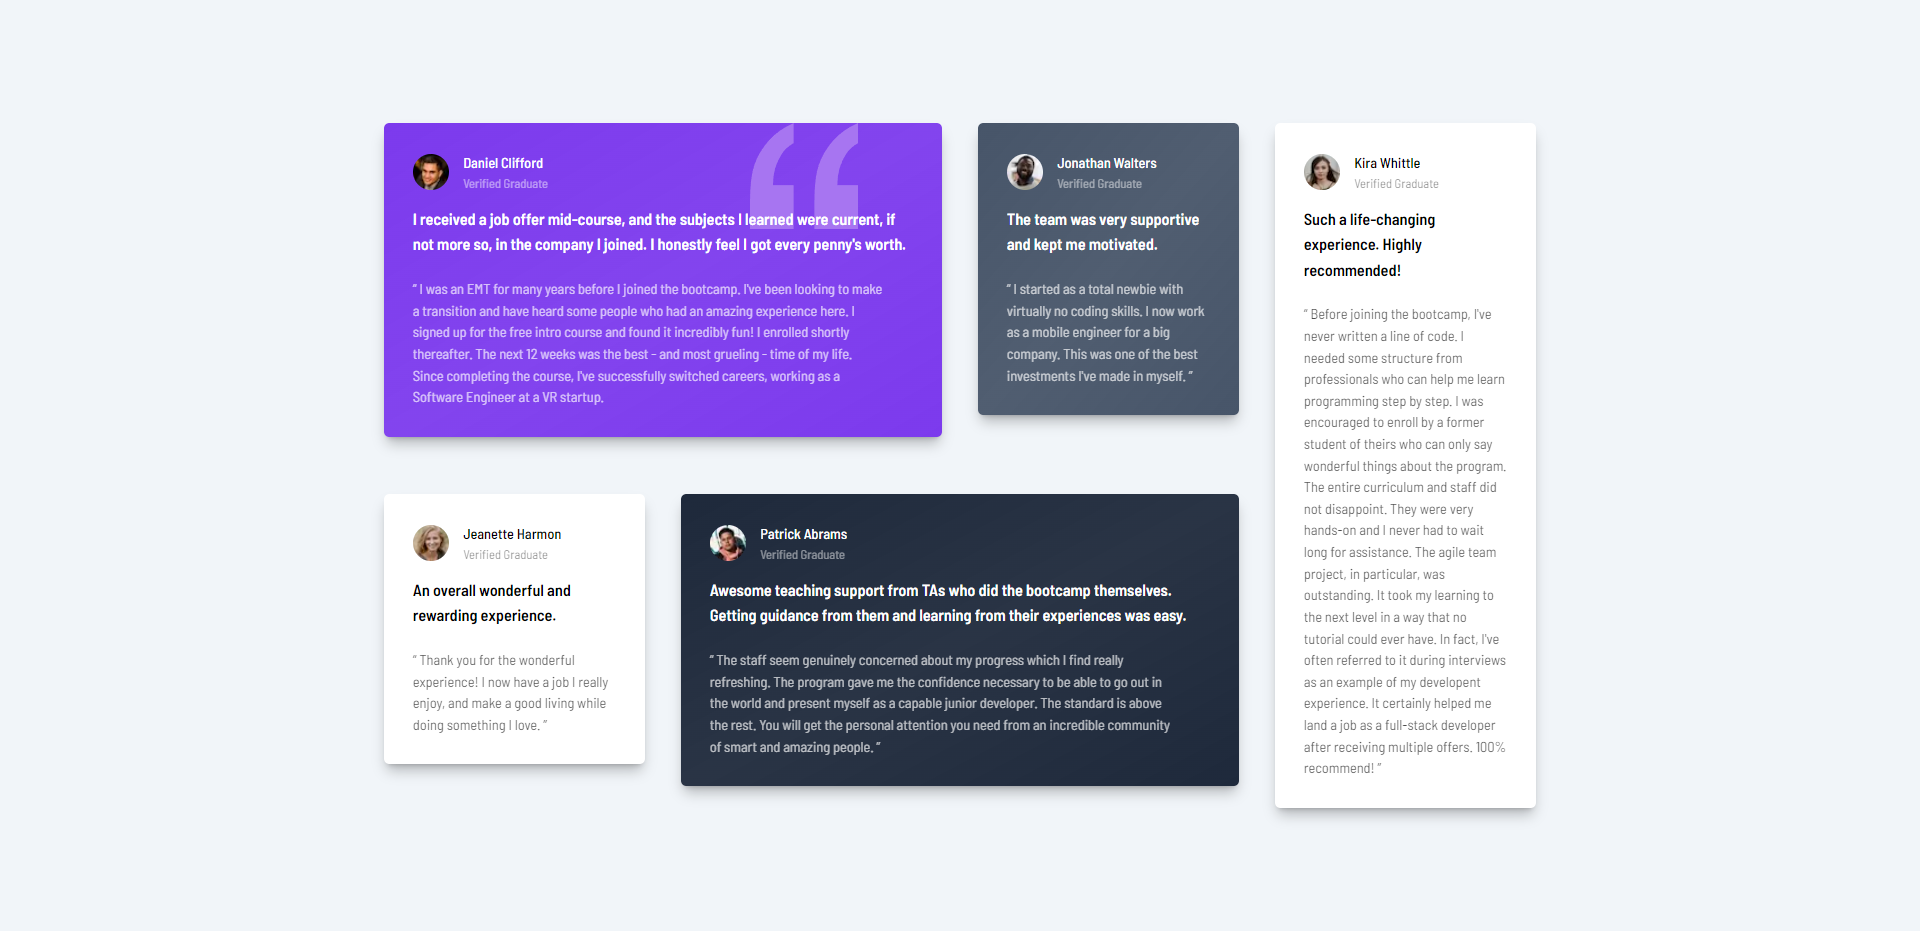 Daniel Clifford
Verified Graduate
I received a job offer mid-course, and the subjects I learned were current, if
not more so, in the company I joined. I honestly feel I got every penny's worth.
“ I was an EMT for many years before I joined the bootcamp. I've been looking to make
a transition and have heard some people who had an amazing experience here. I
signed up for the free intro course and found it incredibly fun! I enrolled shortly
thereafter. The next 12 weeks was the best - and most grueling - time of my life.
Since completing the course, I've successfully switched careers, working as a
Software Engineer at a VR startup.
Jonathan Walters
Verified Graduate
The team was very supportive
and kept me motivated.
“ I started as a total newbie with
virtually no coding skills. I now work
as a mobile engineer for a big
company. This was one of the best
investments I've made in myself. ”
Kira Whittle
Verified Graduate
Such a life-changing
experience. Highly
recommended!
“ Before joining the bootcamp, I've
never written a line of code. I
needed some structure from
professionals who can help me learn
programming step by step. I was
encouraged to enroll by a former
student of theirs who can only say
wonderful things about the program.
The entire curriculum and staff did
not disappoint. They were very
hands-on and I never had to wait
long for assistance. The agile team
project, in particular, was
outstanding. It took my learning to
the next level in a way that no
tutorial could ever have. In fact, I've
often referred to it during interviews
as an example of my developent
experience. It certainly helped me
land a job as a full-stack developer
after receiving multiple offers. 100%
recommend! ”
Jeanette Harmon
Verified Graduate
An overall wonderful and
rewarding experience.
“ Thank you for the wonderful
experience! I now have a job I really
enjoy, and make a good living while
doing something I love. ”
Patrick Abrams
Verified Graduate
Awesome teaching support from TAs who did the bootcamp themselves.
Getting guidance from them and learning from their experiences was easy.
“ The staff seem genuinely concerned about my progress which I find really
refreshing. The program gave me the confidence necessary to be able to go out in
the world and present myself as a capable junior developer. The standard is above
the rest. You will get the personal attention you need from an incredible community
of smart and amazing people. ”